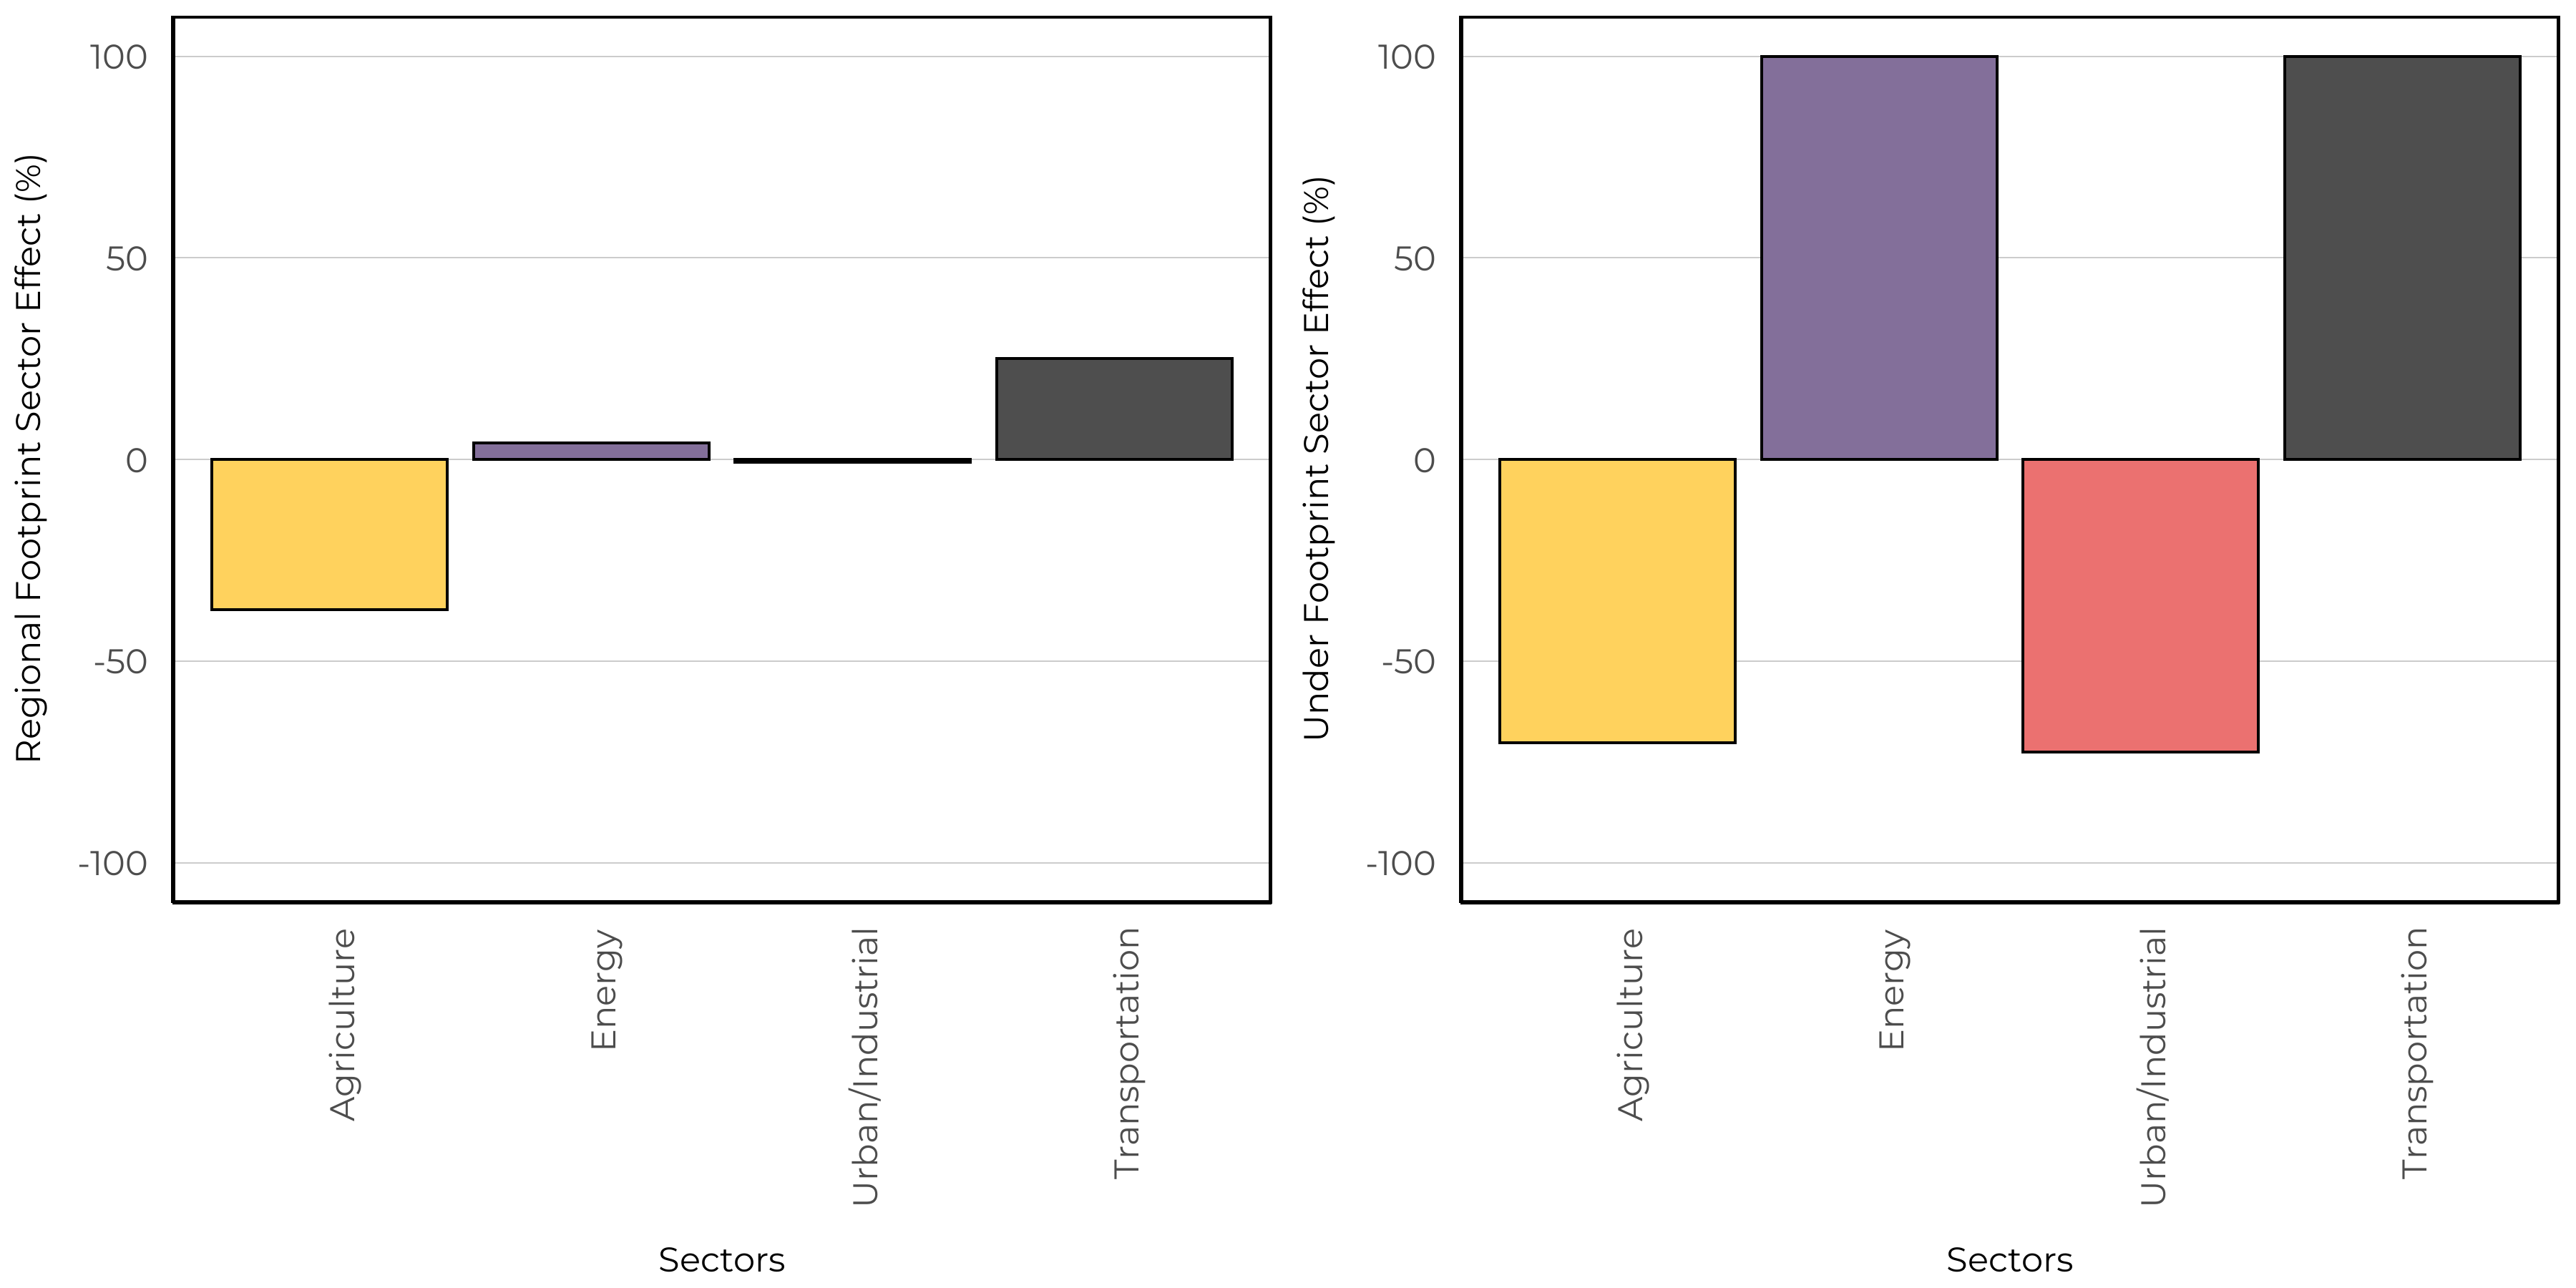 Regional Footprint Sector Effect (%)
100
50
0
-50
-100
Agriculture
Energy
Urban/Industrial
Transportation
Sectors
Under Footprint Sector Effect (%)
100
50
0
-50
-100
Agriculture
Energy
Urban/Industrial
Transportation
Sectors